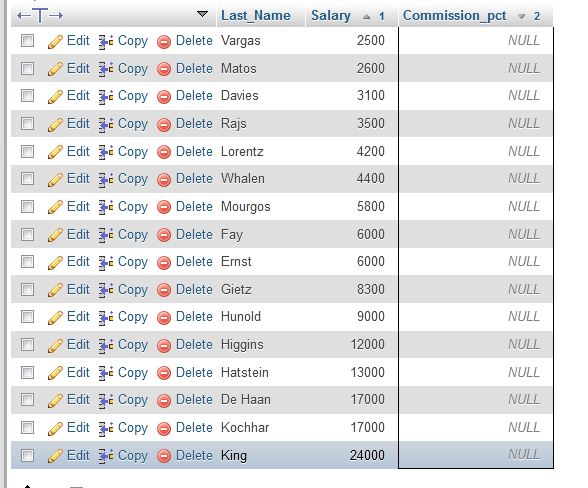 Last_Name Salary 1 Commission_pct 2
Edit Copy Delete Vargas 2500 NULL
Edit Copy Delete Matos 2600 NULL
Edit Copy Delete Davies 3100 NULL
Edit Copy Delete Rajs 3500 NULL
Edit Copy Delete Lorentz 4200 NULL
Edit Copy Delete Whalen 4400 NULL
Edit Copy Delete Mourgos 5800 NULL
Edit Copy Delete Fay 6000 NULL
Edit Copy Delete Ernst 6000 NULL
Edit Copy Delete Gietz 8300 NULL
Edit Copy Delete Hunold 9000 NULL
Edit Copy Delete Higgins 12000 NULL
Edit Copy Delete Hatstein 13000 NULL
Edit Copy Delete De Haan 17000 NULL
Edit Copy Delete Kochhar 17000 NULL
Edit Copy Delete King 24000 NULL